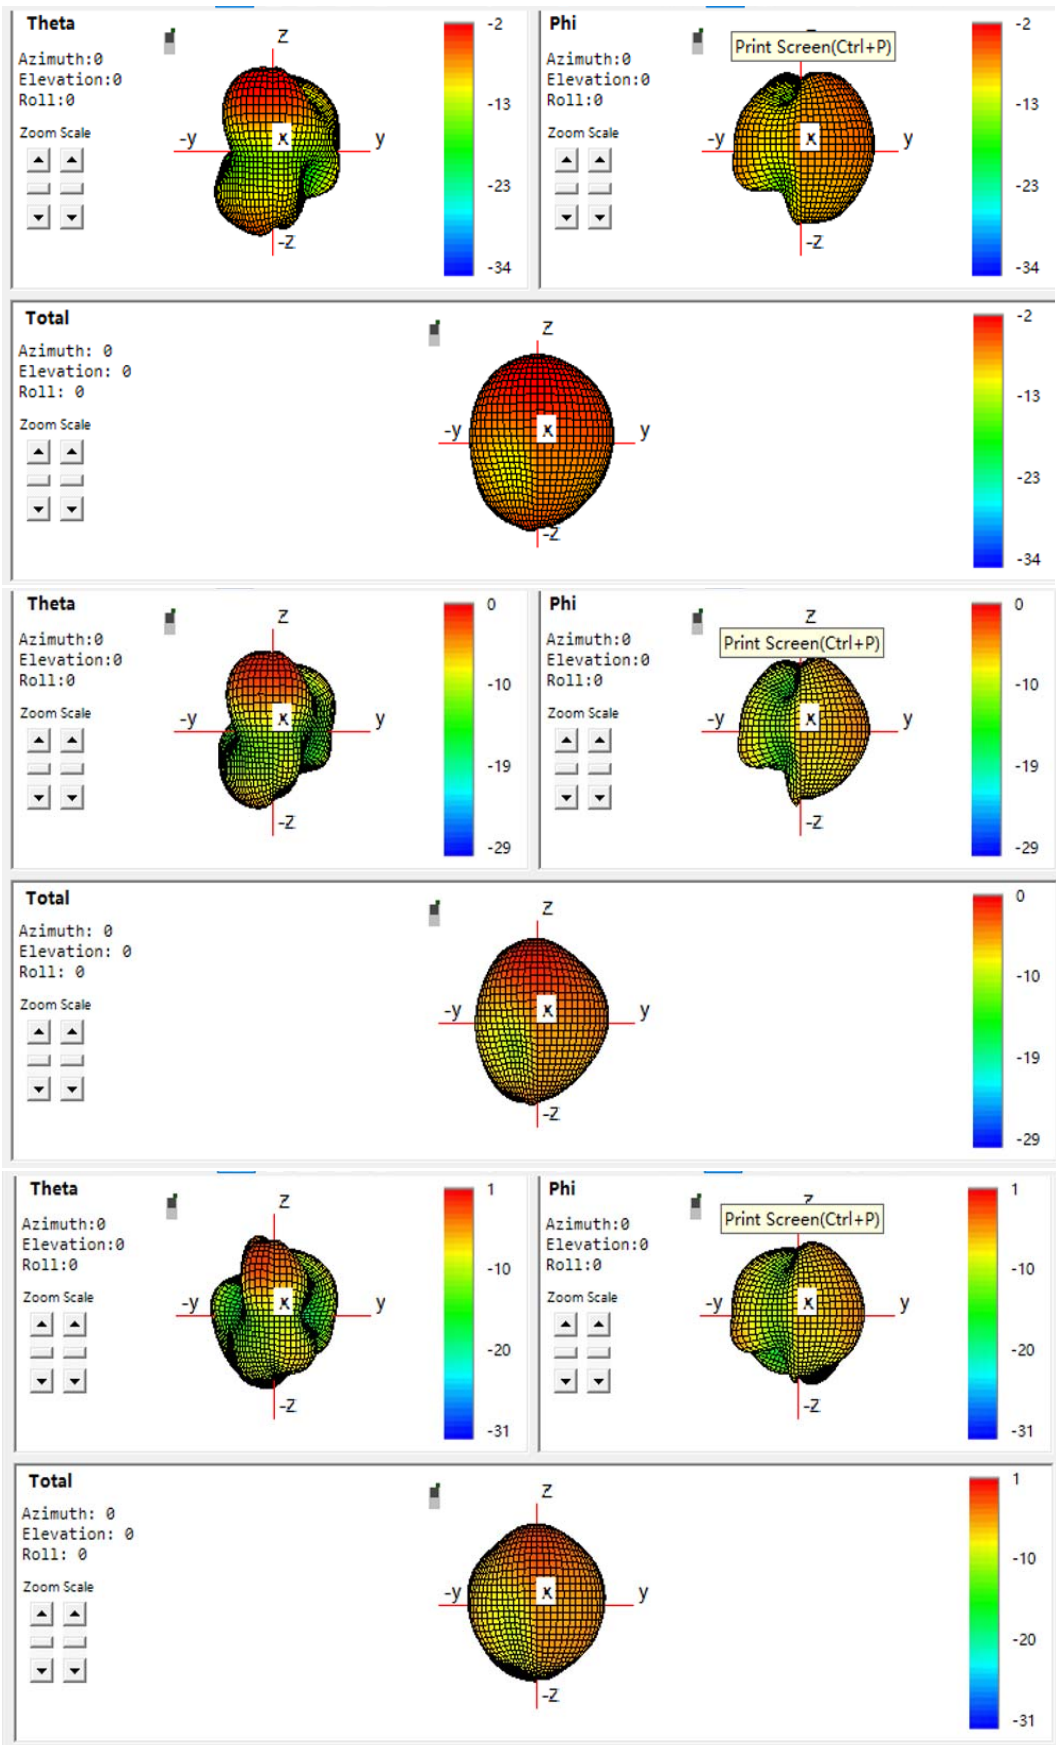 Theta
Azimuth:0
Elevation:0
Roll:0
Zoom Scale
Z
-y
X
y
-Z
-2
-13
-23
-34
Phi
Azimuth:0
Elevation:0
Roll:0
Zoom Scale
Print Screen(Ctrl+P)
-y
X
y
-Z
-2
-13
-23
-34
Total
Azimuth: 0
Elevation: 0
Roll: 0
Zoom Scale
Z
-y
X
y
-Z
-2
-13
-23
-34
Theta
Azimuth:0
Elevation:0
Roll:0
Zoom Scale
Z
-y
X
y
-Z
0
-10
-19
-29
Phi
Azimuth:0
Elevation:0
Roll:0
Zoom Scale
Z
Print Screen(Ctrl+P)
-y
X
y
-Z
0
-10
-19
-29
Total
Azimuth: 0
Elevation: 0
Roll: 0
Zoom Scale
Z
-y
X
y
-Z
0
-10
-19
-29
Theta
Azimuth:0
Elevation:0
Roll:0
Zoom Scale
Z
-y
X
y
-Z
1
-10
-20
-31
Phi
Azimuth:0
Elevation:0
Roll:0
Zoom Scale
Print Screen(Ctrl+P)
-y
X
y
-Z
1
-10
-20
-31
Total
Azimuth: 0
Elevation: 0
Roll: 0
Zoom Scale
Z
-y
X
y
-Z
1
-10
-20
-31